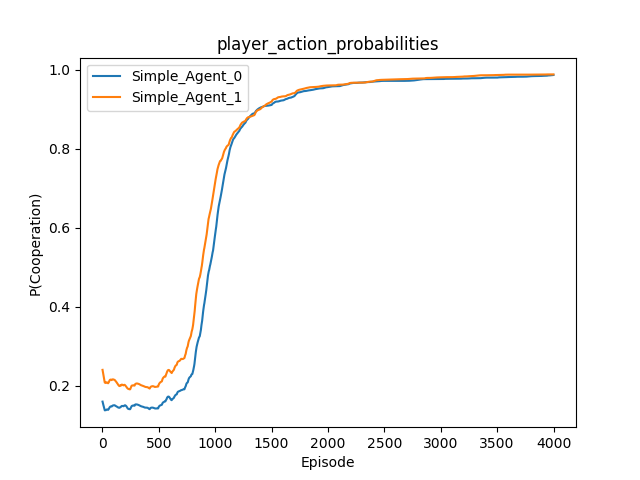 player_action_probabilities
Simple_Agent_0
Simple_Agent_1
1.0
0.8
0.6
0.4
0.2
P(Cooperation)
0 500 1000 1500 2000 2500 3000 3500 4000
Episode